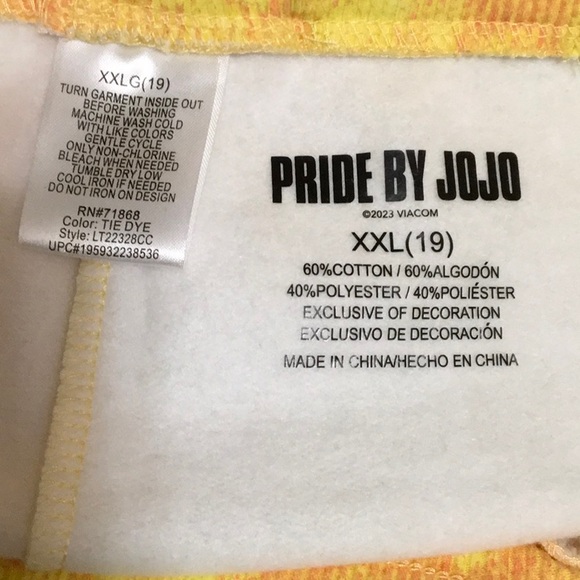 XXLG(19)
TURN GARMENT INSIDE OUT
BEFORE WASHING
MACHINE WASH COLD
WITH LIKE COLORS
GENTLE CYCLE
ONLY NON-CHLORINE
BLEACH WHEN NEEDED
TUMBLE DRY LOW
COOL IRON IF NEEDED
DO NOT IRON ON DESIGN
RN#71868
Color: TIE DYE
Style: LT22328CC
UPC#195932238536
PRIDE BY JOJO
©2023 VIACOM
XXL(19)
60%COTTON / 60%ALGODÓN
40%POLYESTER / 40%POLIÉSTER
EXCLUSIVE OF DECORATION
EXCLUSIVO DE DECORACIÓN
MADE IN CHINA/HECHO EN CHINA